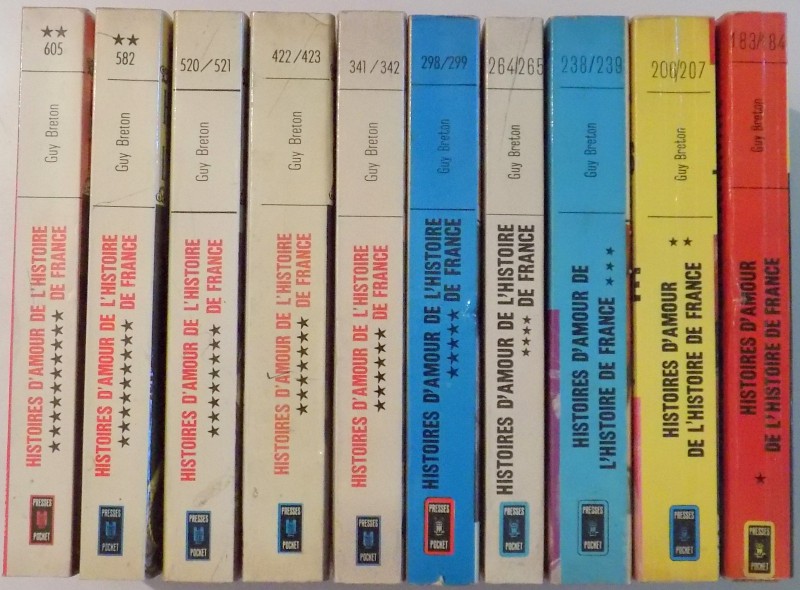 ★★
605
Guy Breton
HISTOIRES D'AMOUR DE L'HISTOIRE
★★★★★★★★★★ DE FRANCE
PRESSES
POCKET
★★
582
Guy Breton
HISTOIRES D'AMOUR DE L'HISTOIRE
★★★★★★★★★ DE FRANCE
PRESSES
POCKET
520/521
Guy Breton
HISTOIRES D'AMOUR DE L'HISTOIRE
★★★★★★★★ DE FRANCE
PRESSES
POCKET
422/423
Guy Breton
HISTOIRES D'AMOUR DE L'HISTOIRE
★★★★★★★ DE FRANCE
PRESSES
POCKET
341/342
Guy Breton
HISTOIRES D'AMOUR DE L'HISTOIRE
★★★★★★ DE FRANCE
PRESSES
POCKET
298/299
Guy Breton
HISTOIRES D'AMOUR DE L'HISTOIRE
★★★★★ DE FRANCE
PRESSES
POCKET
264/265
Guy Breton
HISTOIRES D'AMOUR DE L'HISTOIRE
★★★★ DE FRANCE
PRESSES
POCKET
238/239
Guy Breton
HISTOIRES D'AMOUR DE
L'HISTOIRE DE FRANCE ★★★
PRESSES
POCKET
206/207
Guy Breton
HISTOIRES D'AMOUR ★★
DE L'HISTOIRE DE FRANCE
PRESSES
POCKET
183/184
Guy Breton
HISTOIRES D'AMOUR
★ DE L'HISTOIRE DE FRANCE
PRESSES
POCKET